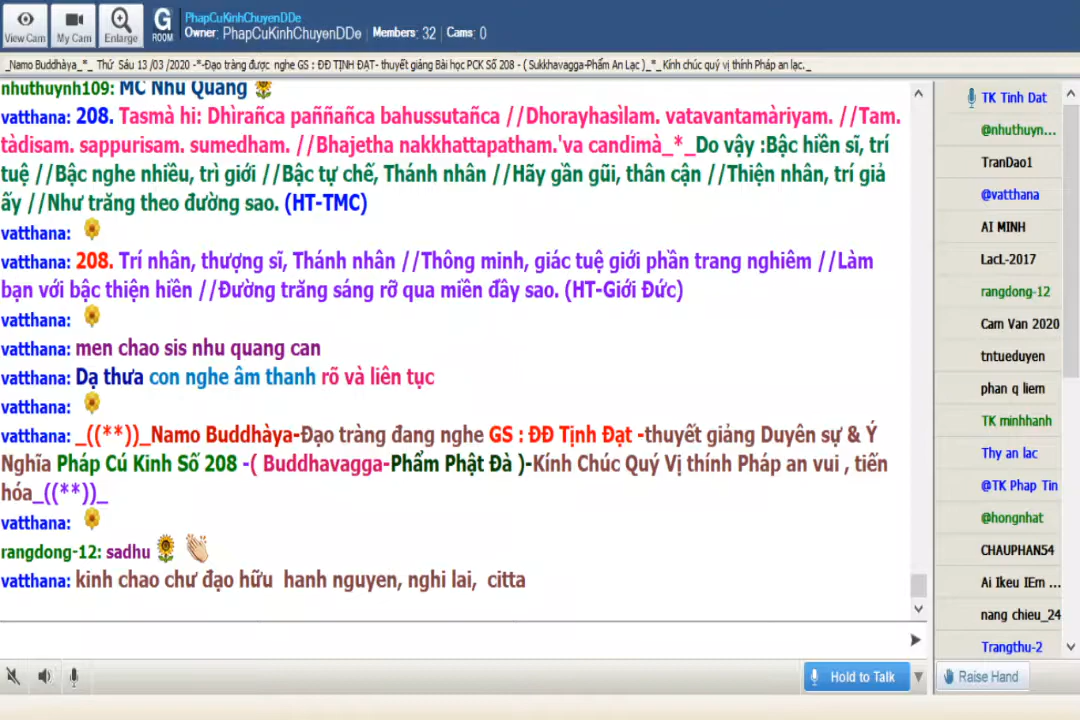 PhapCuKinhChuyenDDe
Owner: PhapCuKinhChuyenDDe Members: 32 Cams: 0
View Cam My Cam Enlarge G ROOM
_Namo Buddhàya_*_ Thứ Sáu 13 /03 /2020 -*-Đạo tràng được nghe GS : ĐĐ TỊNH ĐẠT- thuyết giảng Bài học PCK Số 208 - ( Sukkhavagga-Phẩm An Lạc )_*_Kính chúc quý vị thính Pháp an lạc._
nhuthuynh109: MC Nhu Quang
vatthana: 208. Tasmà hi: Dhìrañca paññañca bahussutañca //Dhorayhasìlam. vatavantamàriyam. //Tam.
tàdisam. sappurisam. sumedham. //Bhajetha nakkhattapatham.'va candimà_*_Do vậy :Bậc hiền sĩ, trí
tuệ //Bậc nghe nhiều, trì giới //Bậc tự chế, Thánh nhân //Hãy gần gũi, thân cận //Thiện nhân, trí giả
ấy //Như trăng theo đường sao. (HT-TMC)
vatthana:
vatthana: 208. Trí nhân, thượng sĩ, Thánh nhân //Thông minh, giác tuệ giới phần trang nghiêm //Làm
bạn với bậc thiện hiền //Đường trăng sáng rỡ qua miền đầy sao. (HT-Giới Đức)
vatthana:
vatthana: men chao sis nhu quang can
vatthana: Dạ thưa con nghe âm thanh rõ và liên tục
vatthana:
vatthana: _((**))_Namo Buddhàya-Đạo tràng đang nghe GS : ĐĐ Tịnh Đạt -thuyết giảng Duyên sự & Ý
Nghĩa Pháp Cú Kinh Số 208 -( Buddhavagga-Phẩm Phật Đà )-Kính Chúc Quý Vị thính Pháp an vui , tiến
hóa_((**))_
vatthana:
rangdong-12: sadhu
vatthana: kinh chao chư đạo hữu hanh nguyen, nghi lai, citta
TK Tinh Dat
@nhuthuyn...
TranDao1
@vatthana
AI MINH
LacL-2017
rangdong-12
Cam Van 2020
tntueduyen
phan q liem
TK minhhanh
Thy an lac
@TK Phap Tin
@hongnhat
CHAUPHAN54
Ai Ikeu IEm ...
nang chieu_24
Trangthu-2
Hold to Talk
Raise Hand